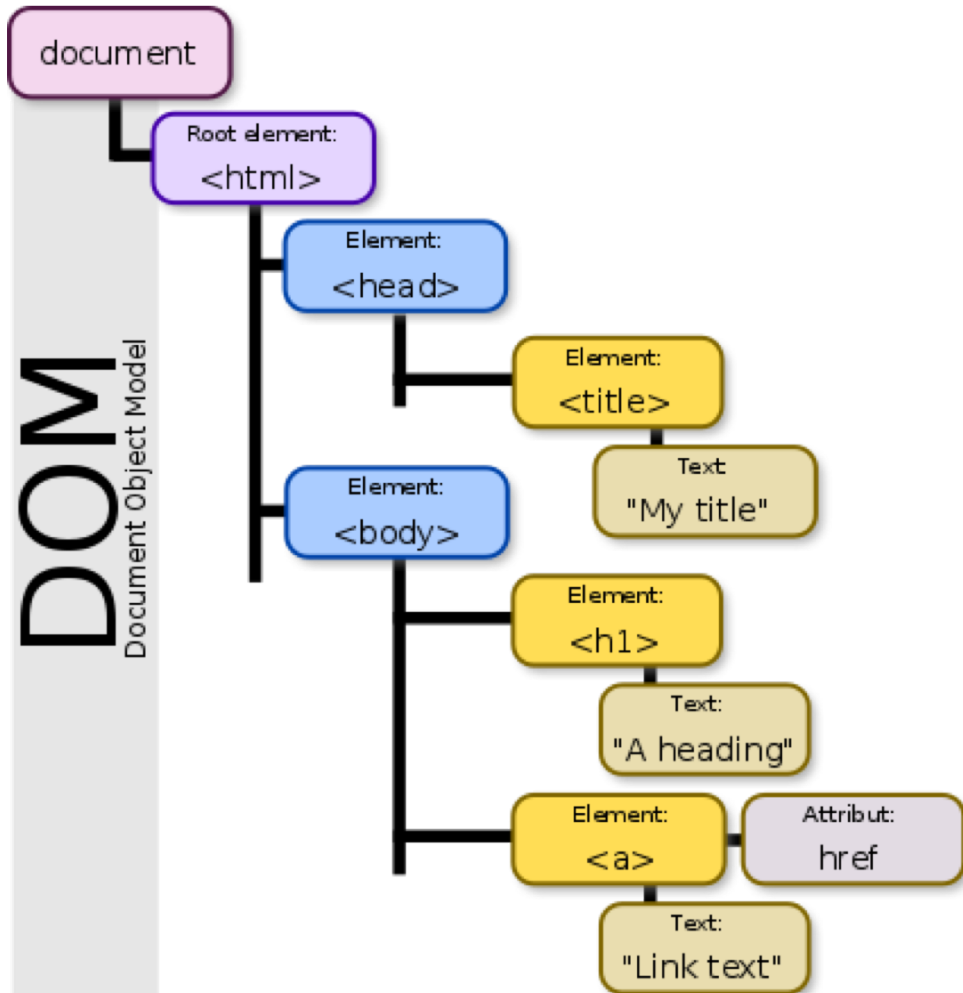 document
Root element:
<html>
Element:
<head>
Element:
<title>
Text
"My title"
Element:
<body>
Element:
<h1>
Text:
"A heading"
Element:
<a>
Attribut:
href
Text:
"Link text"
DOM
Document Object Model